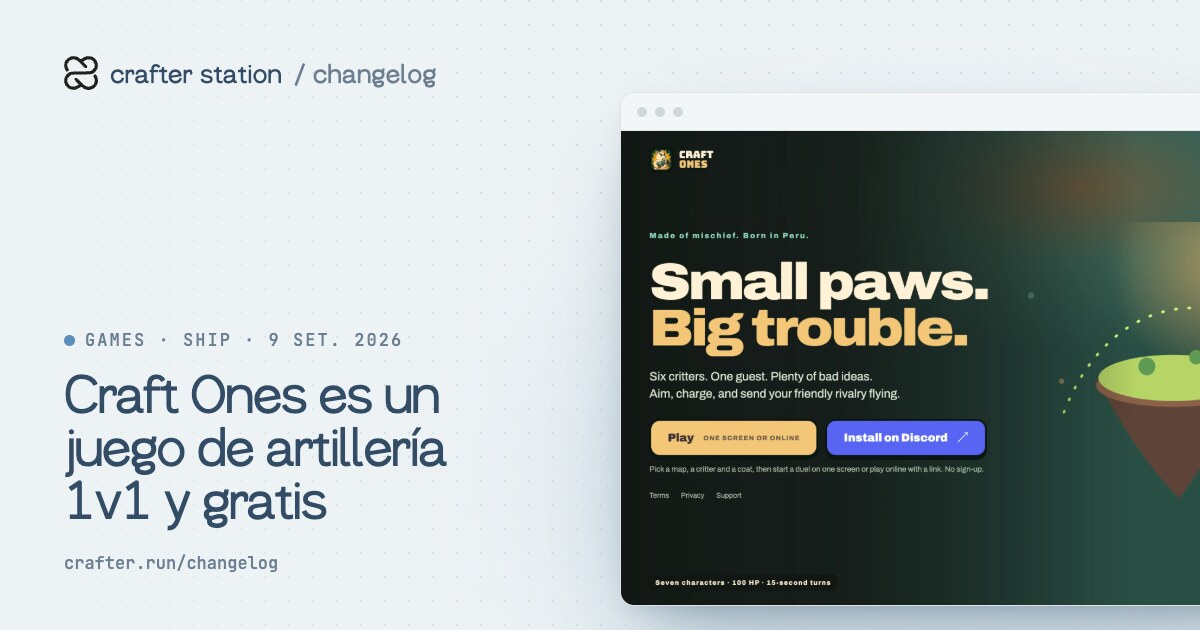 crafter station / changelog
GAMES · SHIP · 9 SET. 2026
Craft Ones es un
juego de artillería
1v1 y gratis
crafter.run/changelog
CRAFT
ONES
Made of mischief. Born in Peru.
Small paws.
Big trouble.
Six critters. One guest. Plenty of bad ideas.
Aim, charge, and send your friendly rivalry flying.
Play ONE SCREEN OR ONLINE
Install on Discord ↗
Pick a map, a critter and a coat, then start a duel on one screen or play online with a link. No sign-up.
Terms Privacy Support
Seven characters · 100 HP · 15-second turns